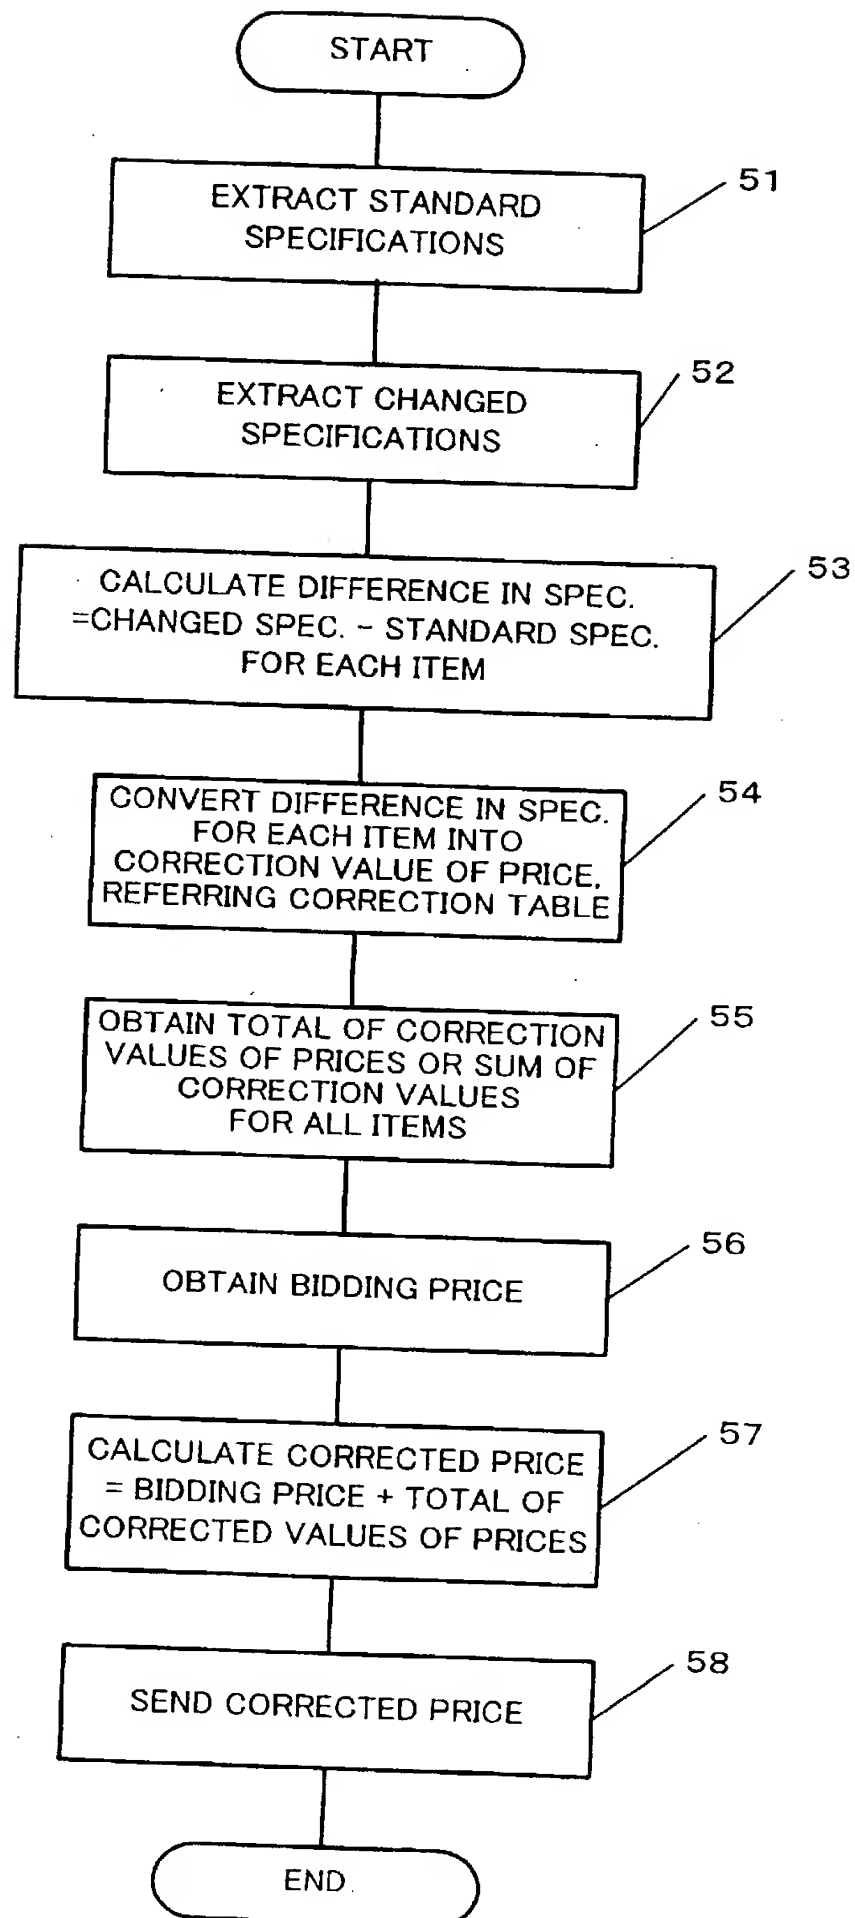 START
EXTRACT STANDARD
SPECIFICATIONS
51
EXTRACT CHANGED
SPECIFICATIONS
52
CALCULATE DIFFERENCE IN SPEC.
=CHANGED SPEC. - STANDARD SPEC.
FOR EACH ITEM
53
CONVERT DIFFERENCE IN SPEC.
FOR EACH ITEM INTO
CORRECTION VALUE OF PRICE,
REFERRING CORRECTION TABLE
54
OBTAIN TOTAL OF CORRECTION
VALUES OF PRICES OR SUM OF
CORRECTION VALUES
FOR ALL ITEMS
55
OBTAIN BIDDING PRICE
56
CALCULATE CORRECTED PRICE
= BIDDING PRICE + TOTAL OF
CORRECTED VALUES OF PRICES
57
SEND CORRECTED PRICE
58
END